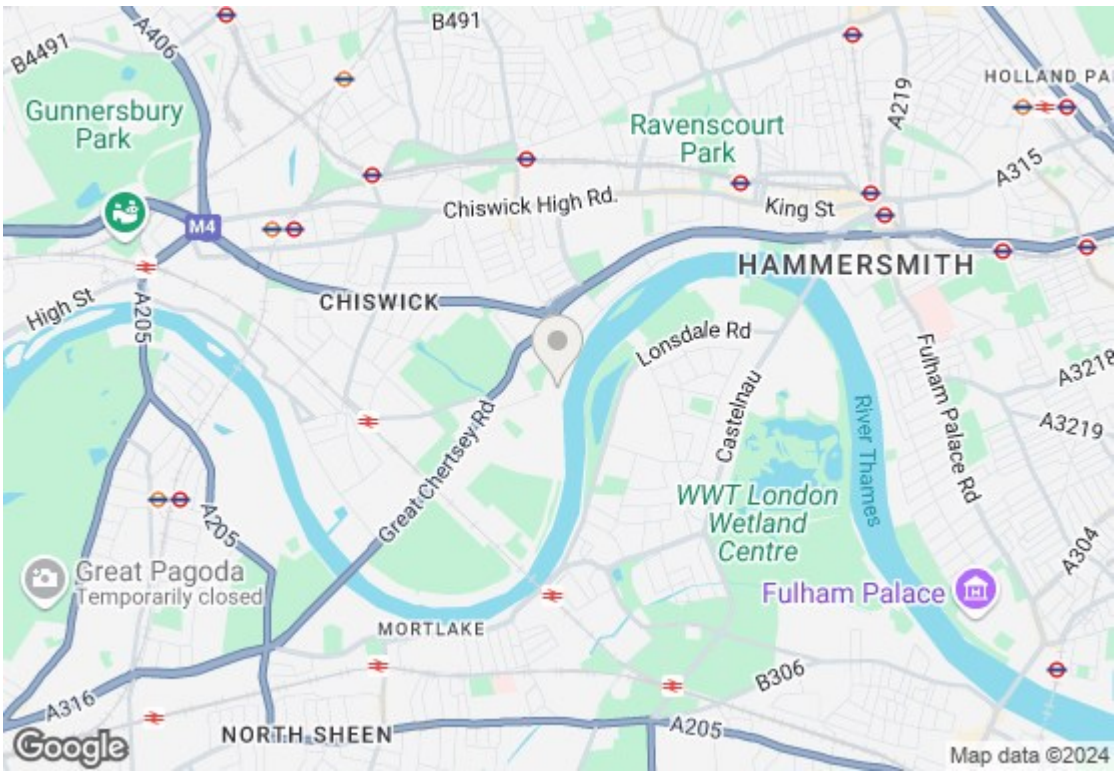 B491
B4491
A406
HOLLAND PA
Gunnersbury
Park
A219
Ravenscourt
Park
A315
Chiswick High Rd.
King St
M4
HAMMERSMITH
High St
A205
CHISWICK
Lonsdale Rd
Fulham Palace Rd
A3218
Castelnau
River Thames
A3219
Great Chertsey Rd
WWT London
Wetland
Centre
A205
A304
Great Pagoda
Temporarily closed
Fulham Palace
MORTLAKE
B306
A316
NORTH SHEEN
A205
Google
Map data ©2024